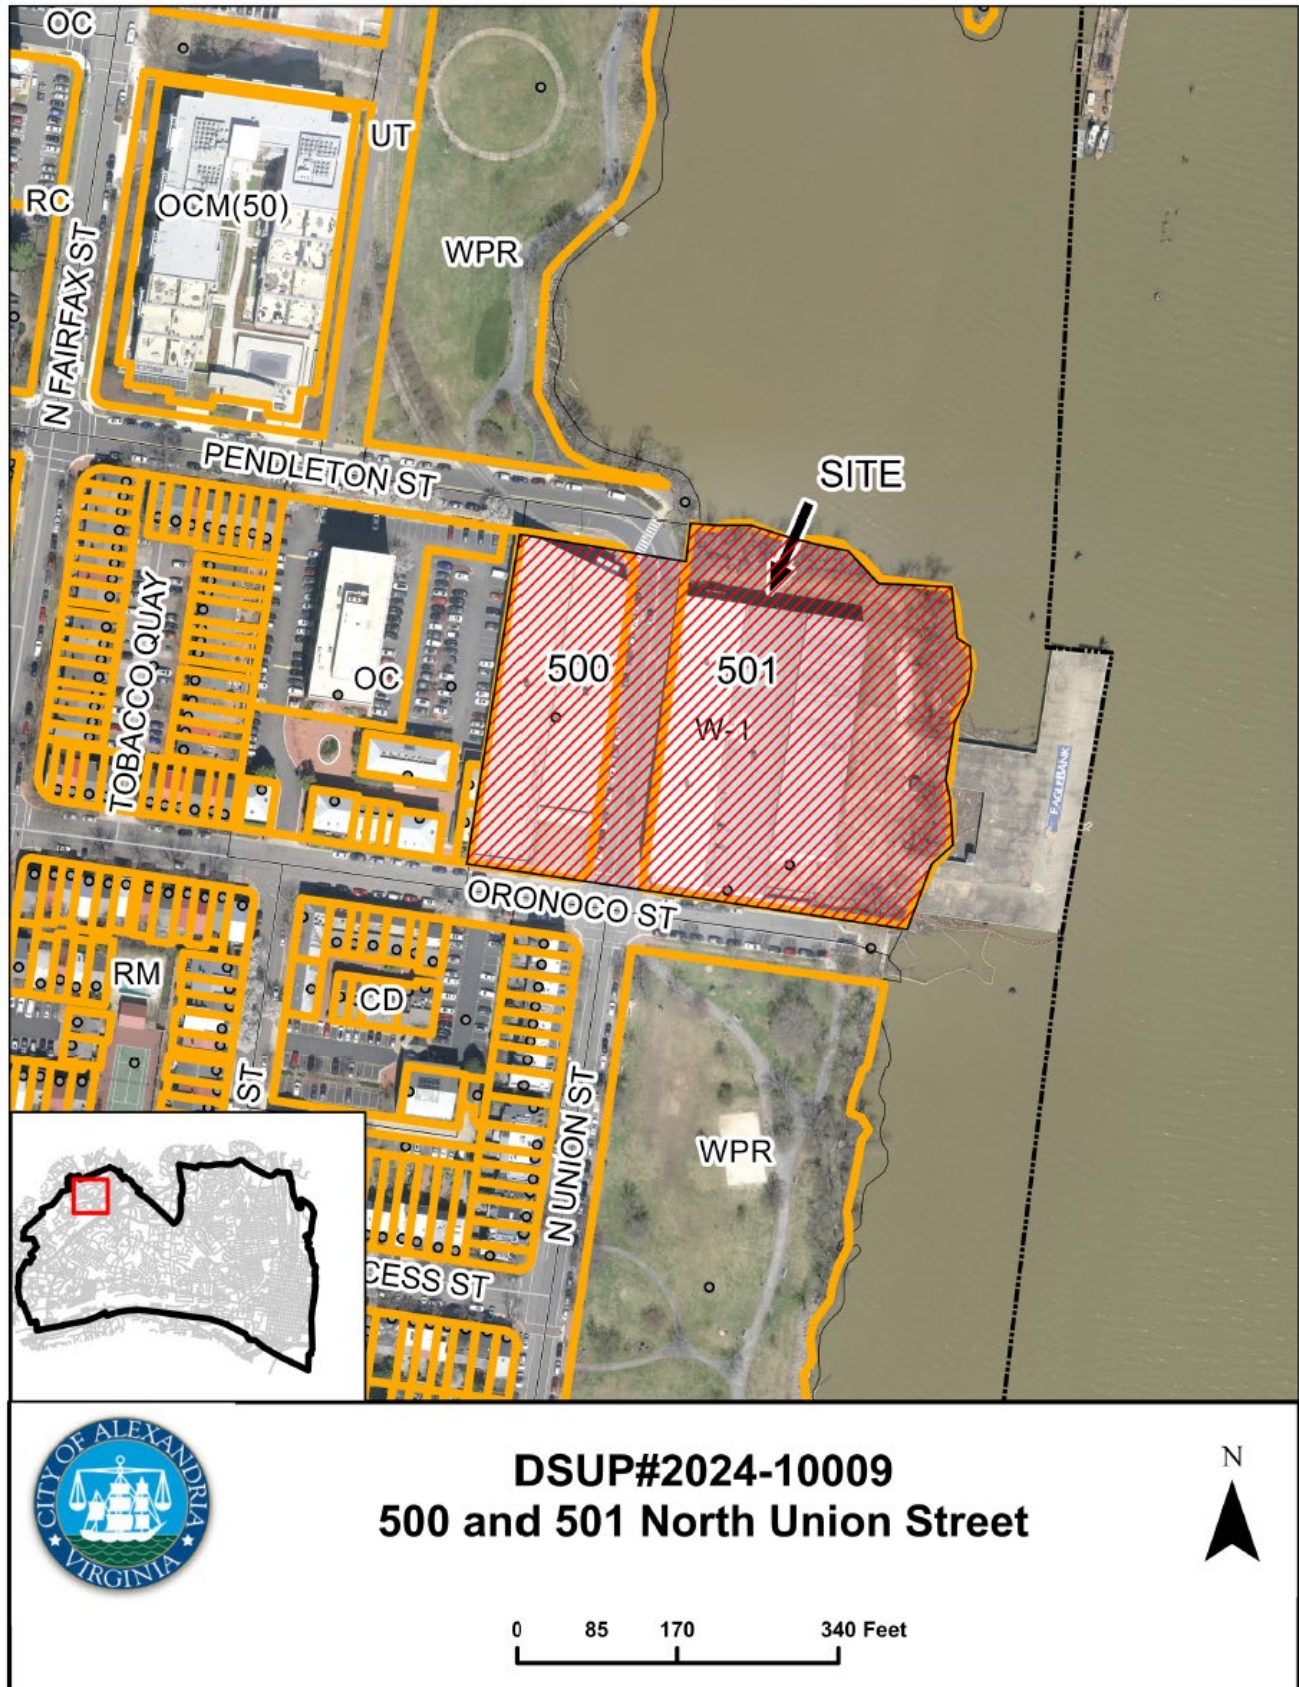 OC
RC
N FAIRFAX ST
OCM(50)
UT
WPR
PENDLETON ST
SITE
TOBACCO QUAY
OC
500
501
W-1
EAGLEBANK
ORONOCO ST
RM
CD
ST
N UNION ST
WPR
CESS ST
CITY OF ALEXANDRIA
VIRGINIA
DSUP#2024-10009
500 and 501 North Union Street
N
0 85 170 340 Feet